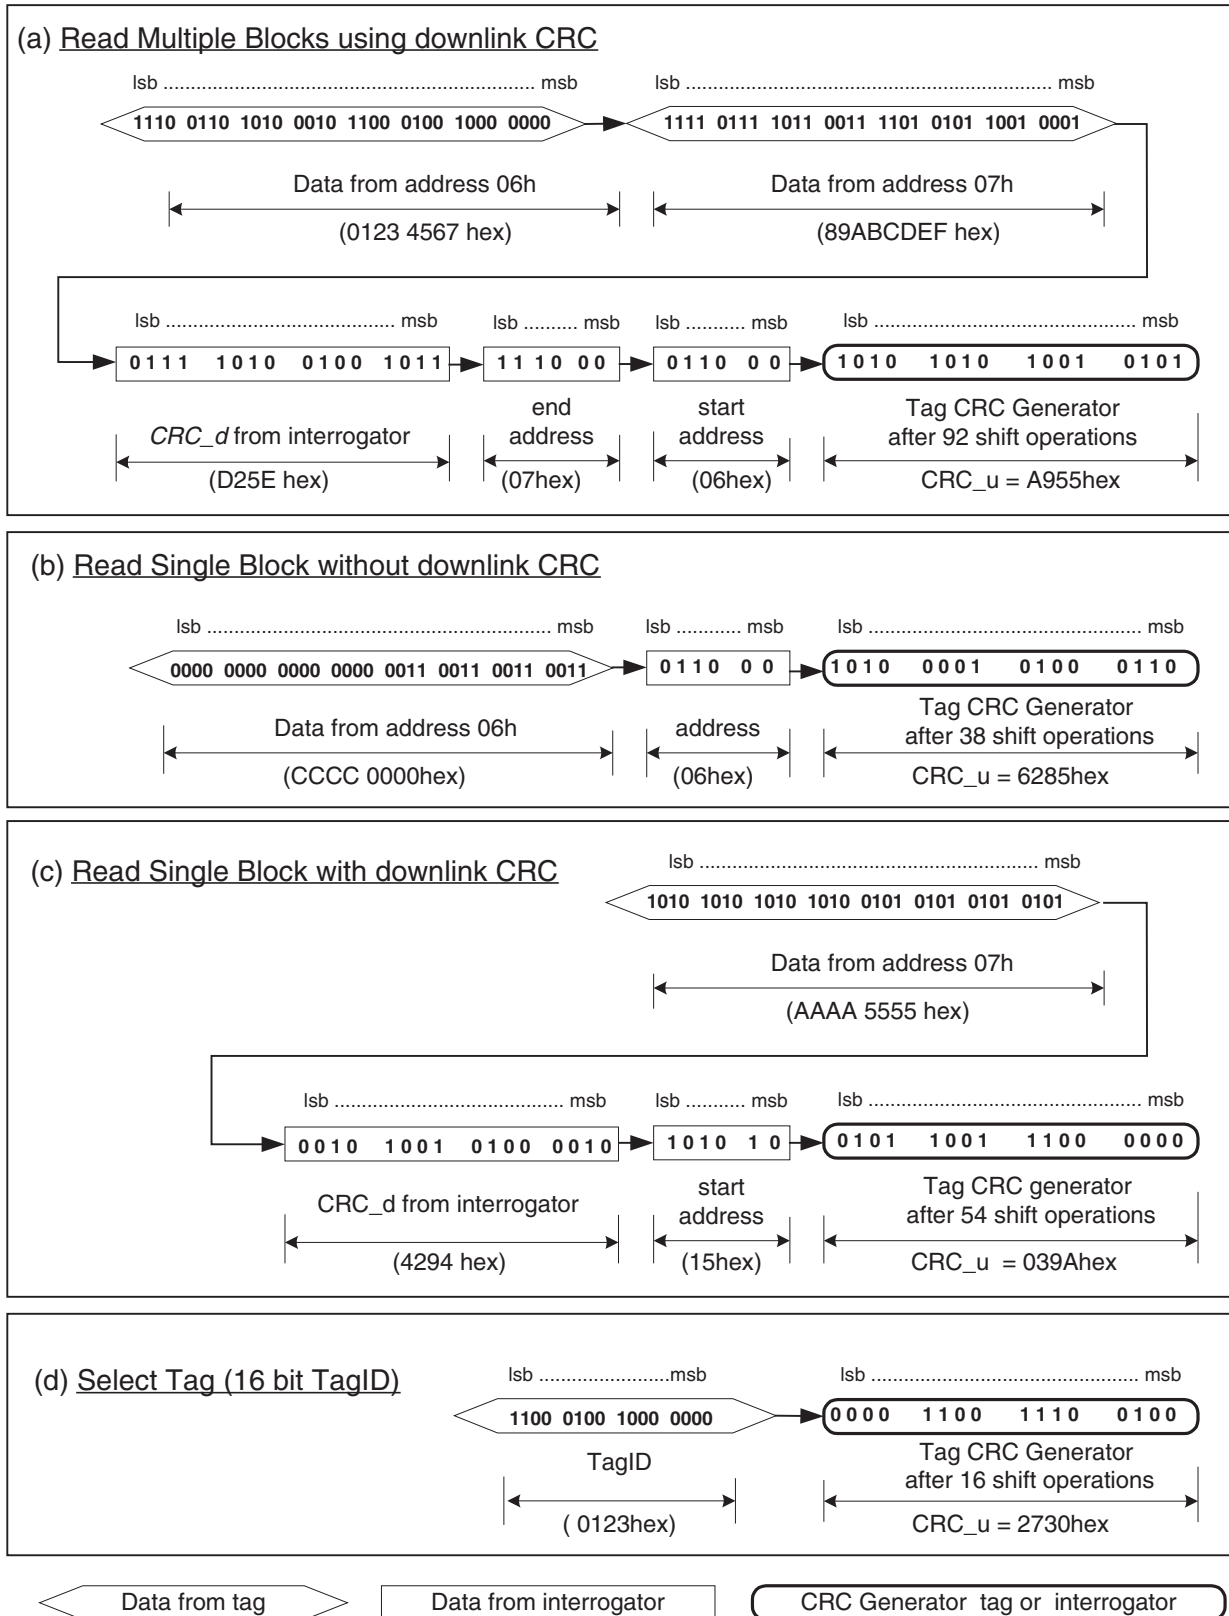 (a) Read Multiple Blocks using downlink CRC
lsb ........................................................................ msb lsb ........................................................................ msb
1110 0110 1010 0010 1100 0100 1000 0000 1111 0111 1011 0011 1101 0101 1001 0001
Data from address 06h Data from address 07h
(0123 4567 hex) (89ABCDEF hex)
lsb ............................................ msb lsb .......... msb lsb ........... msb lsb .................................................. msb
0111 1010 0100 1011 1110 00 0110 00 1010 1010 1001 0101
CRC_d from interrogator end address start address Tag CRC Generator
after 92 shift operations
(D25E hex) (07hex) (06hex) CRC_u = A955hex
(b) Read Single Block without downlink CRC
lsb .................................................................. msb lsb ............ msb lsb .................................................... msb
0000 0000 0000 0000 0011 0011 0011 0011 0110 00 1010 0001 0100 0110
Data from address 06h address Tag CRC Generator
after 38 shift operations
(CCCC 0000hex) (06hex) CRC_u = 6285hex
(c) Read Single Block with downlink CRC
lsb ................................................................. msb
1010 1010 1010 1010 0101 0101 0101 0101
Data from address 07h
(AAAA 5555 hex)
lsb ............................................ msb lsb ........... msb lsb .................................................... msb
0010 1001 0100 0010 1010 10 0101 1001 1100 0000
CRC_d from interrogator start address Tag CRC generator
after 54 shift operations
(4294 hex) (15hex) CRC_u = 039Ahex
(d) Select Tag (16 bit TagID)
lsb .........................msb lsb ................................................... msb
1100 0100 1000 0000 0000 1100 1110 0100
TagID Tag CRC Generator
after 16 shift operations
( 0123hex) CRC_u = 2730hex
Data from tag Data from interrogator CRC Generator tag or interrogator